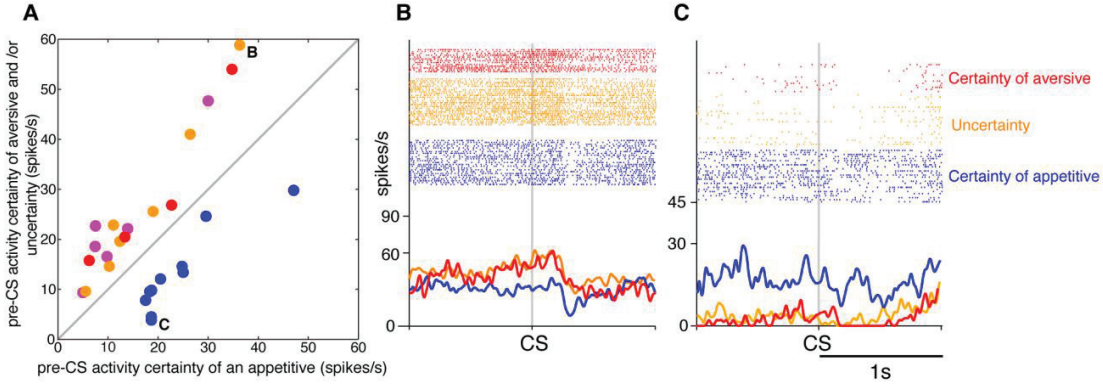 A
B
C
pre-CS activity certainty of aversive and /or
uncertainty (spikes/s)
60
50
40
30
20
10
0
B
C
0
10
20
30
40
50
60
pre-CS activity certainty of an appetitive (spikes/s)
spikes/s
90
60
30
0
CS
45
30
0
CS
1s
Certainty of aversive
Uncertainty
Certainty of appetitive